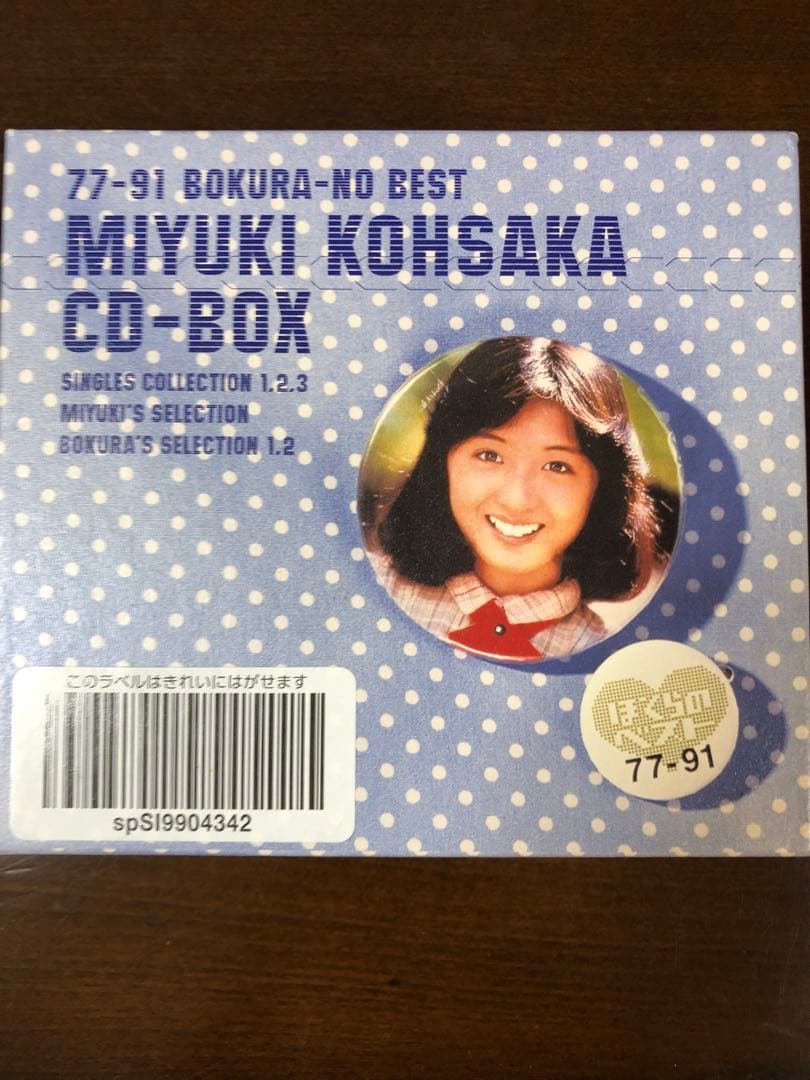 77-91 BOKURA-NO BEST
MIYUKI KOHSAKA
CD-BOX
SINGLES COLLECTION 1.2.3
MIYUKI'S SELECTION
BOKURA'S SELECTION 1.2
このラベルはきれいにはがせます
spSI9904342
ぼくらの
ベスト
77-91